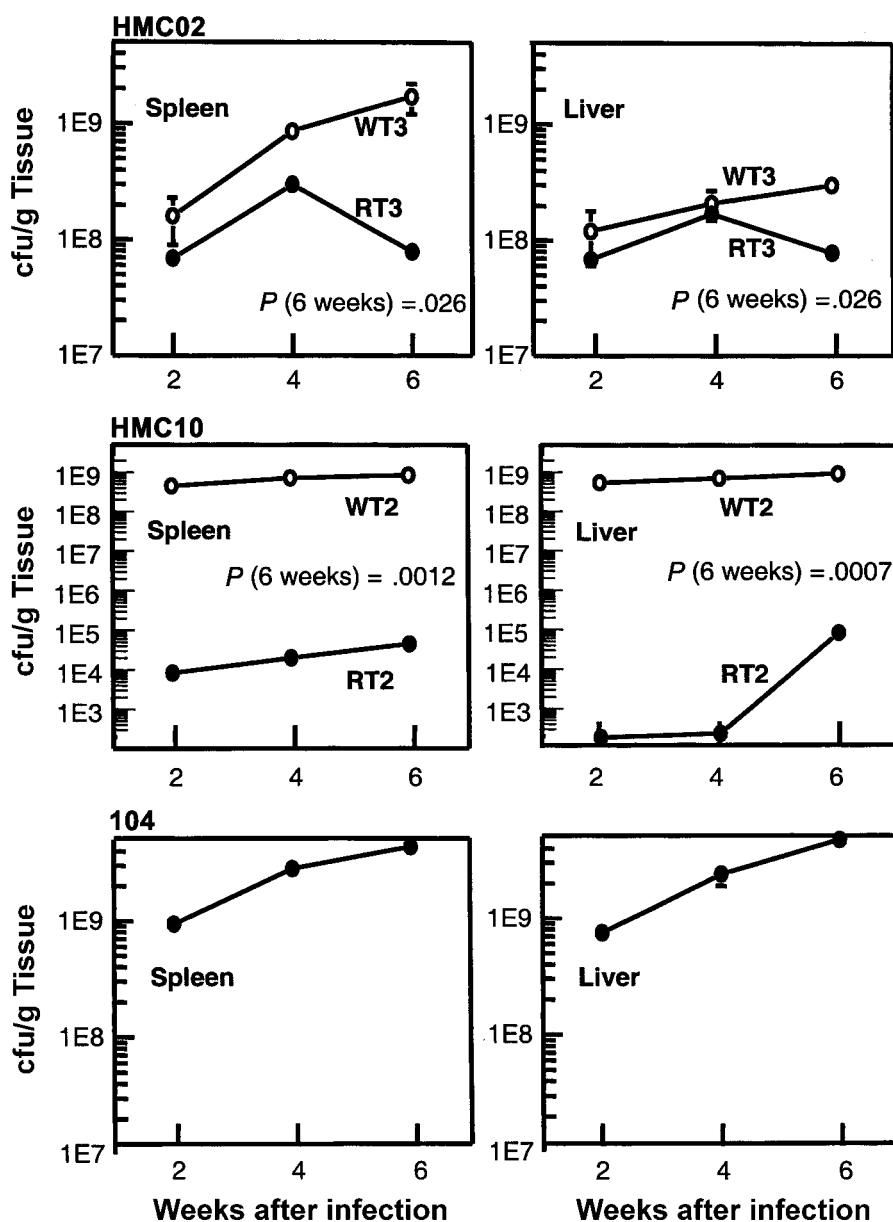 HMC02
cfu/g Tissue
1E9
1E8
1E7
Spleen
WT3
RT3
P (6 weeks) =.026
2 4 6
1E9
1E8
1E7
Liver
WT3
RT3
P (6 weeks) =.026
2 4 6
HMC10
cfu/g Tissue
1E9
1E8
1E7
1E6
1E5
1E4
1E3
WT2
Spleen
P (6 weeks) = .0012
RT2
2 4 6
1E9
1E8
1E7
1E6
1E5
1E4
1E3
WT2
Liver
P (6 weeks) =.0007
RT2
2 4 6
104
cfu/g Tissue
1E9
1E8
1E7
Spleen
2 4 6
Weeks after infection
1E9
1E8
1E7
Liver
2 4 6
Weeks after infection